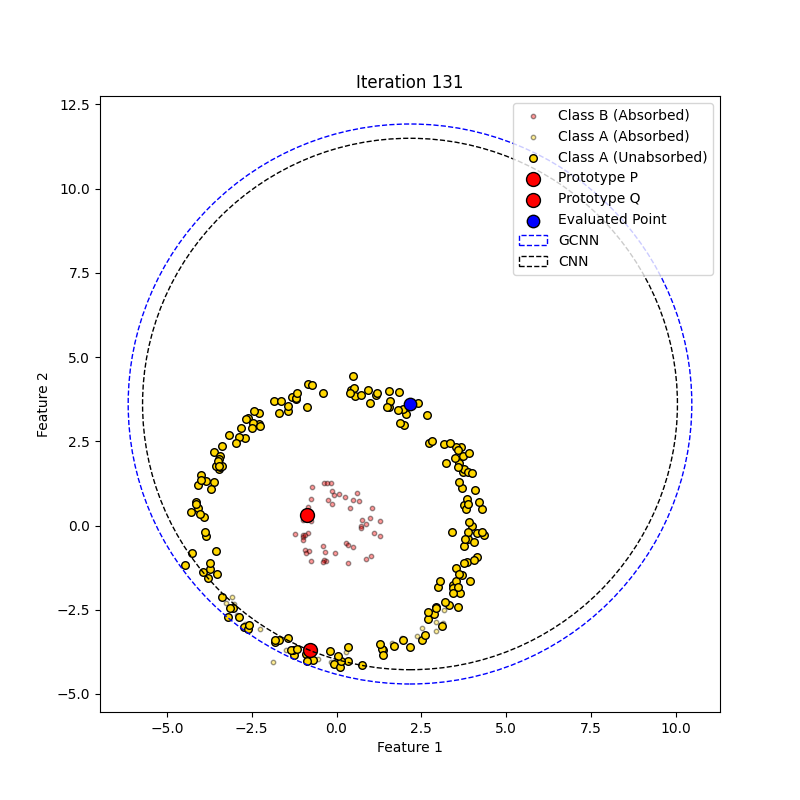 Iteration 131
12.5
10.0
7.5
5.0
2.5
0.0
−2.5
−5.0
Feature 2
Class B (Absorbed)
Class A (Absorbed)
Class A (Unabsorbed)
Prototype P
Prototype Q
Evaluated Point
GCNN
CNN
−5.0 −2.5 0.0 2.5 5.0 7.5 10.0
Feature 1